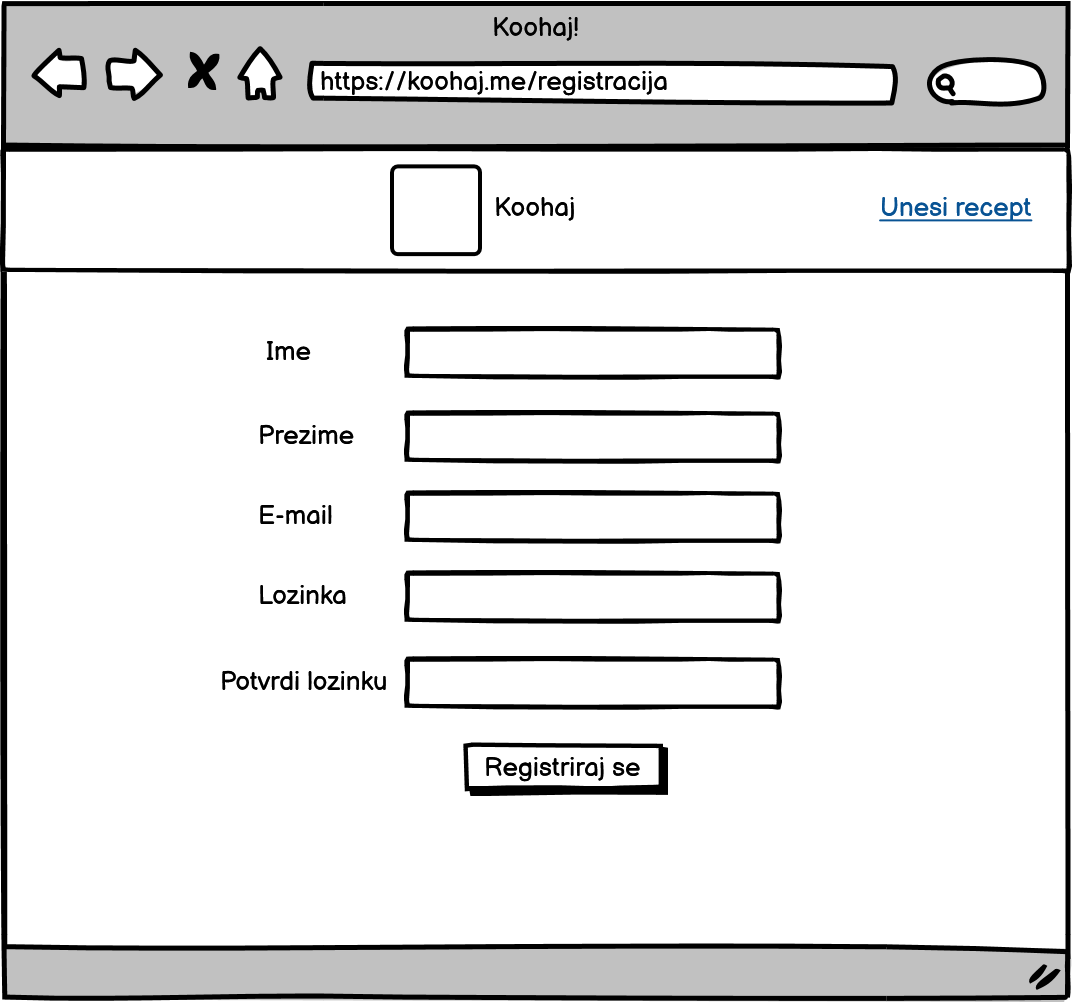 Koohaj!
https://koohaj.me/registracija
Koohaj
Unesi recept
Ime
Prezime
E-mail
Lozinka
Potvrdi lozinku
Registriraj se